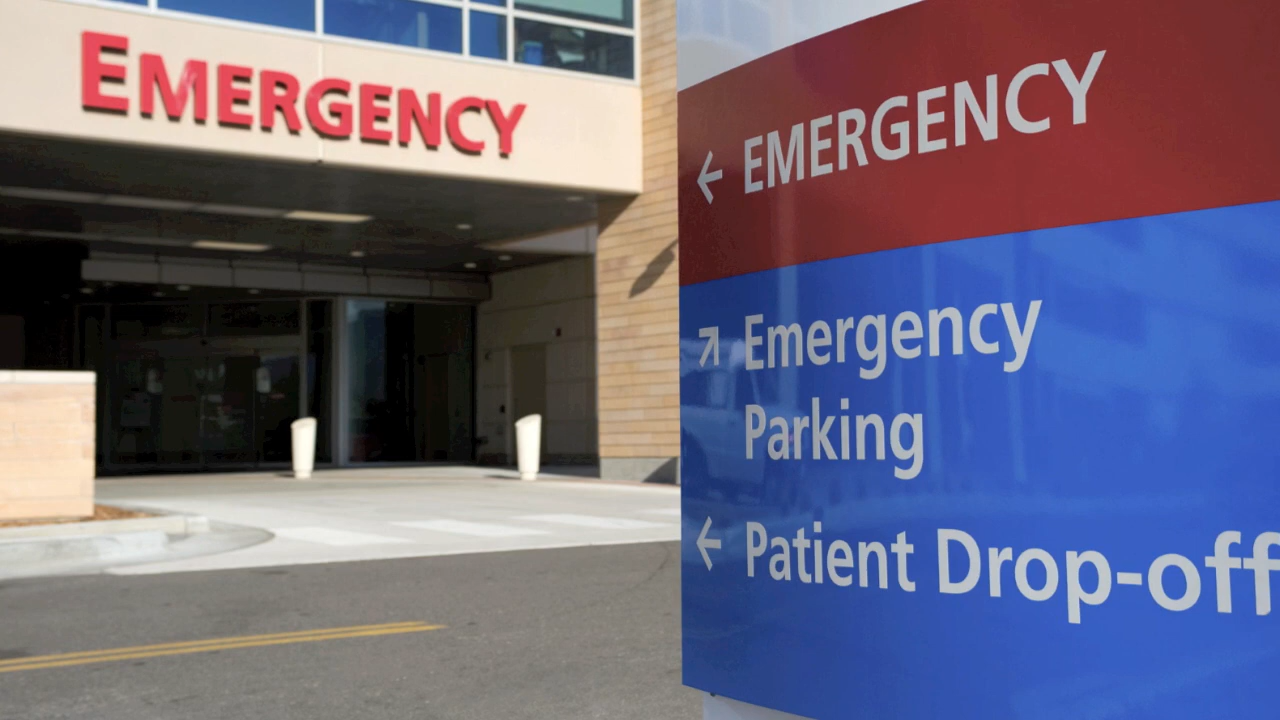 EMERGENCY
← EMERGENCY
↗ Emergency
Parking
← Patient Drop-off